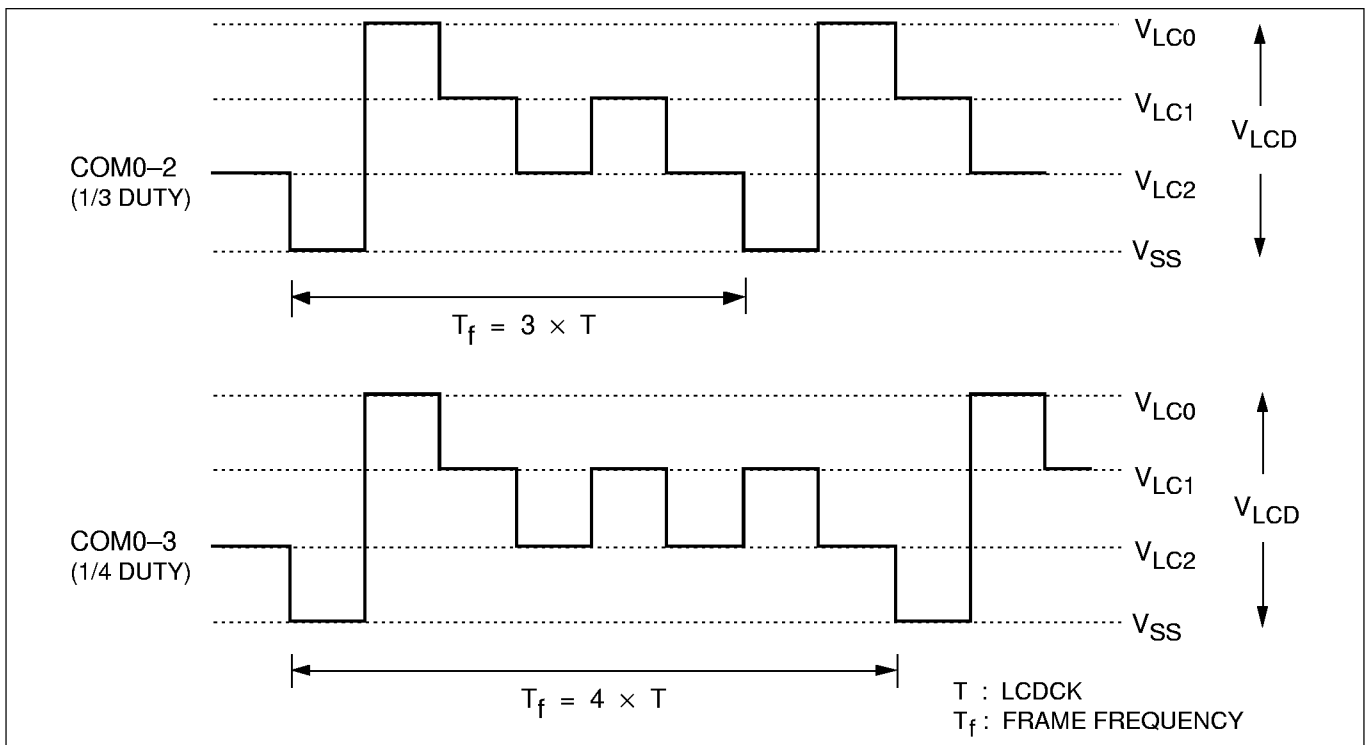 V_LC0
V_LC1
V_LCD
COM0–2
(1/3 DUTY)
V_LC2
V_SS
T_f = 3 × T
V_LC0
V_LC1
V_LCD
COM0–3
(1/4 DUTY)
V_LC2
V_SS
T_f = 4 × T
T : LCDCK
T_f : FRAME FREQUENCY